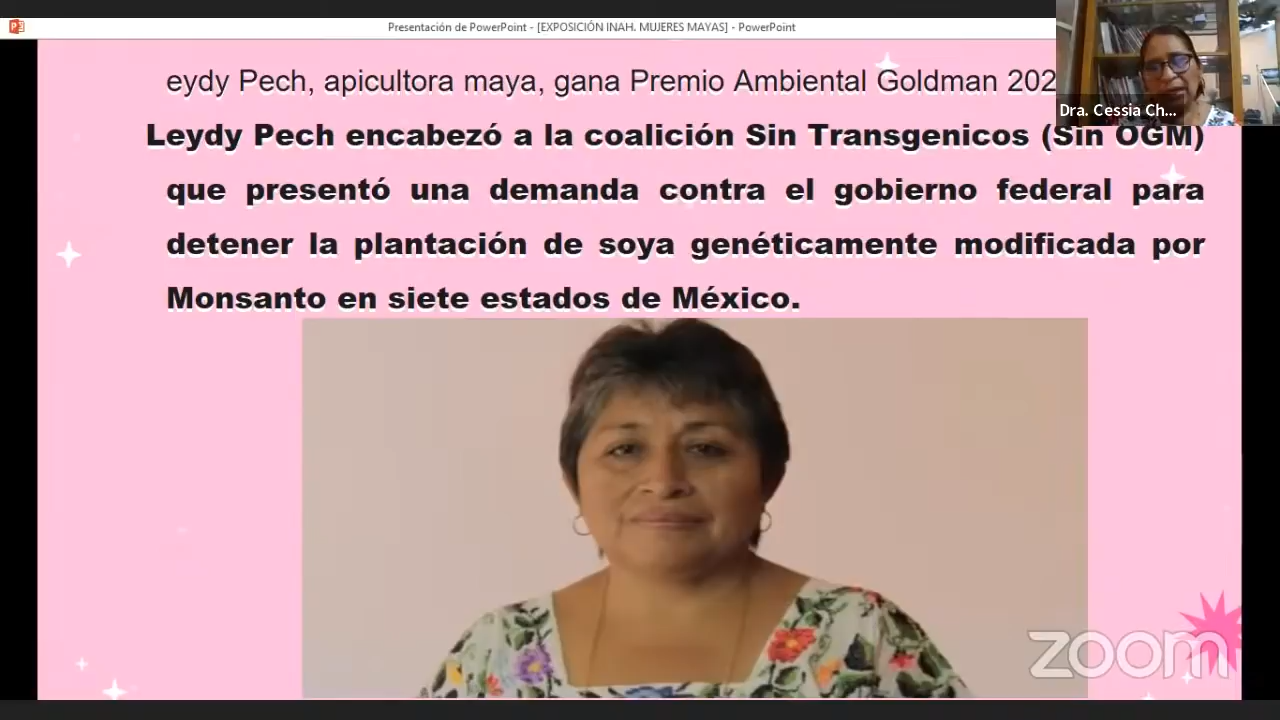 Presentación de PowerPoint - [EXPOSICIÓN INAH. MUJERES MAYAS] - PowerPoint
eydy Pech, apicultora maya, gana Premio Ambiental Goldman 202
Dra. Cessia Ch...
Leydy Pech encabezó a la coalición Sin Transgenicos (Sin OGM)
que presentó una demanda contra el gobierno federal para
detener la plantación de soya genéticamente modificada por
Monsanto en siete estados de México.
zoom